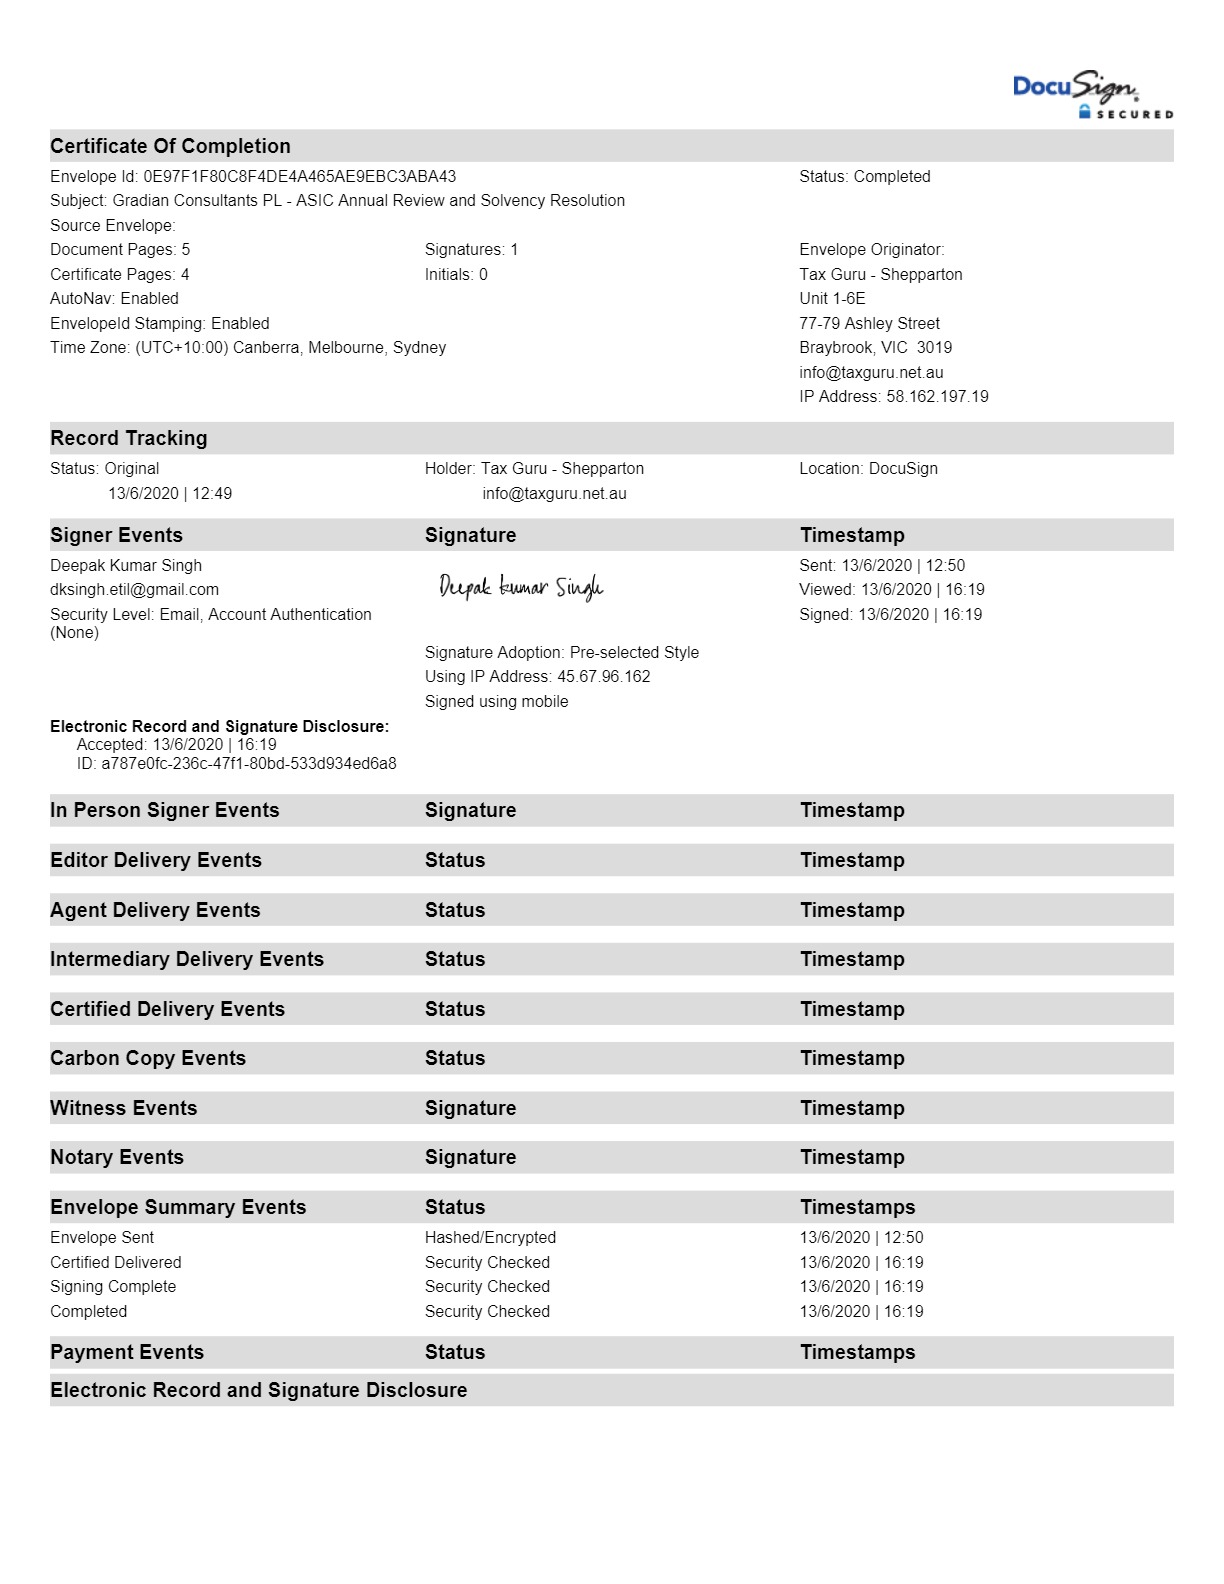 DocuSign
SECURED
Certificate Of Completion
Envelope Id: 0E97F1F80C8F4DE4A465AE9EBC3ABA43 Status: Completed
Subject: Gradian Consultants PL - ASIC Annual Review and Solvency Resolution
Source Envelope:
Document Pages: 5 Signatures: 1 Envelope Originator:
Certificate Pages: 4 Initials: 0 Tax Guru - Shepparton
AutoNav: Enabled Unit 1-6E
EnvelopeId Stamping: Enabled 77-79 Ashley Street
Time Zone: (UTC+10:00) Canberra, Melbourne, Sydney Braybrook, VIC 3019
info@taxguru.net.au
IP Address: 58.162.197.19
Record Tracking
Status: Original Holder: Tax Guru - Shepparton Location: DocuSign
13/6/2020 | 12:49 info@taxguru.net.au
Signer Events Signature Timestamp
Deepak Kumar Singh Sent: 13/6/2020 | 12:50
dksingh.etil@gmail.com Deepak kumar Singh Viewed: 13/6/2020 | 16:19
Security Level: Email, Account Authentication Signed: 13/6/2020 | 16:19
(None)
Signature Adoption: Pre-selected Style
Using IP Address: 45.67.96.162
Signed using mobile
Electronic Record and Signature Disclosure:
Accepted: 13/6/2020 | 16:19
ID: a787e0fc-236c-47f1-80bd-533d934ed6a8
In Person Signer Events Signature Timestamp
Editor Delivery Events Status Timestamp
Agent Delivery Events Status Timestamp
Intermediary Delivery Events Status Timestamp
Certified Delivery Events Status Timestamp
Carbon Copy Events Status Timestamp
Witness Events Signature Timestamp
Notary Events Signature Timestamp
Envelope Summary Events Status Timestamps
Envelope Sent Hashed/Encrypted 13/6/2020 | 12:50
Certified Delivered Security Checked 13/6/2020 | 16:19
Signing Complete Security Checked 13/6/2020 | 16:19
Completed Security Checked 13/6/2020 | 16:19
Payment Events Status Timestamps
Electronic Record and Signature Disclosure